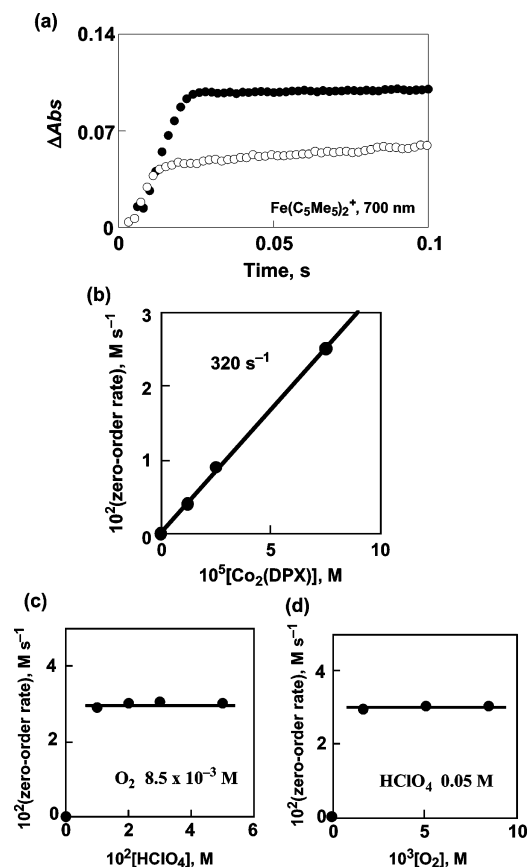 (a)
0.14
0.07
0
ΔAbs
Fe(C₅Me₅)₂⁺, 700 nm
0
0.05
0.1
Time, s
(b)
3
2
1
0
10²(zero-order rate), M s⁻¹
320 s⁻¹
0
5
10
10⁵[Co₂(DPX)], M
(c)
4
2
0
10²(zero-order rate), M s⁻¹
O₂ 8.5 x 10⁻³ M
0
2
4
6
10²[HClO₄], M
(d)
4
2
0
10²(zero-order rate), M s⁻¹
HClO₄ 0.05 M
0
5
10
10³[O₂], M